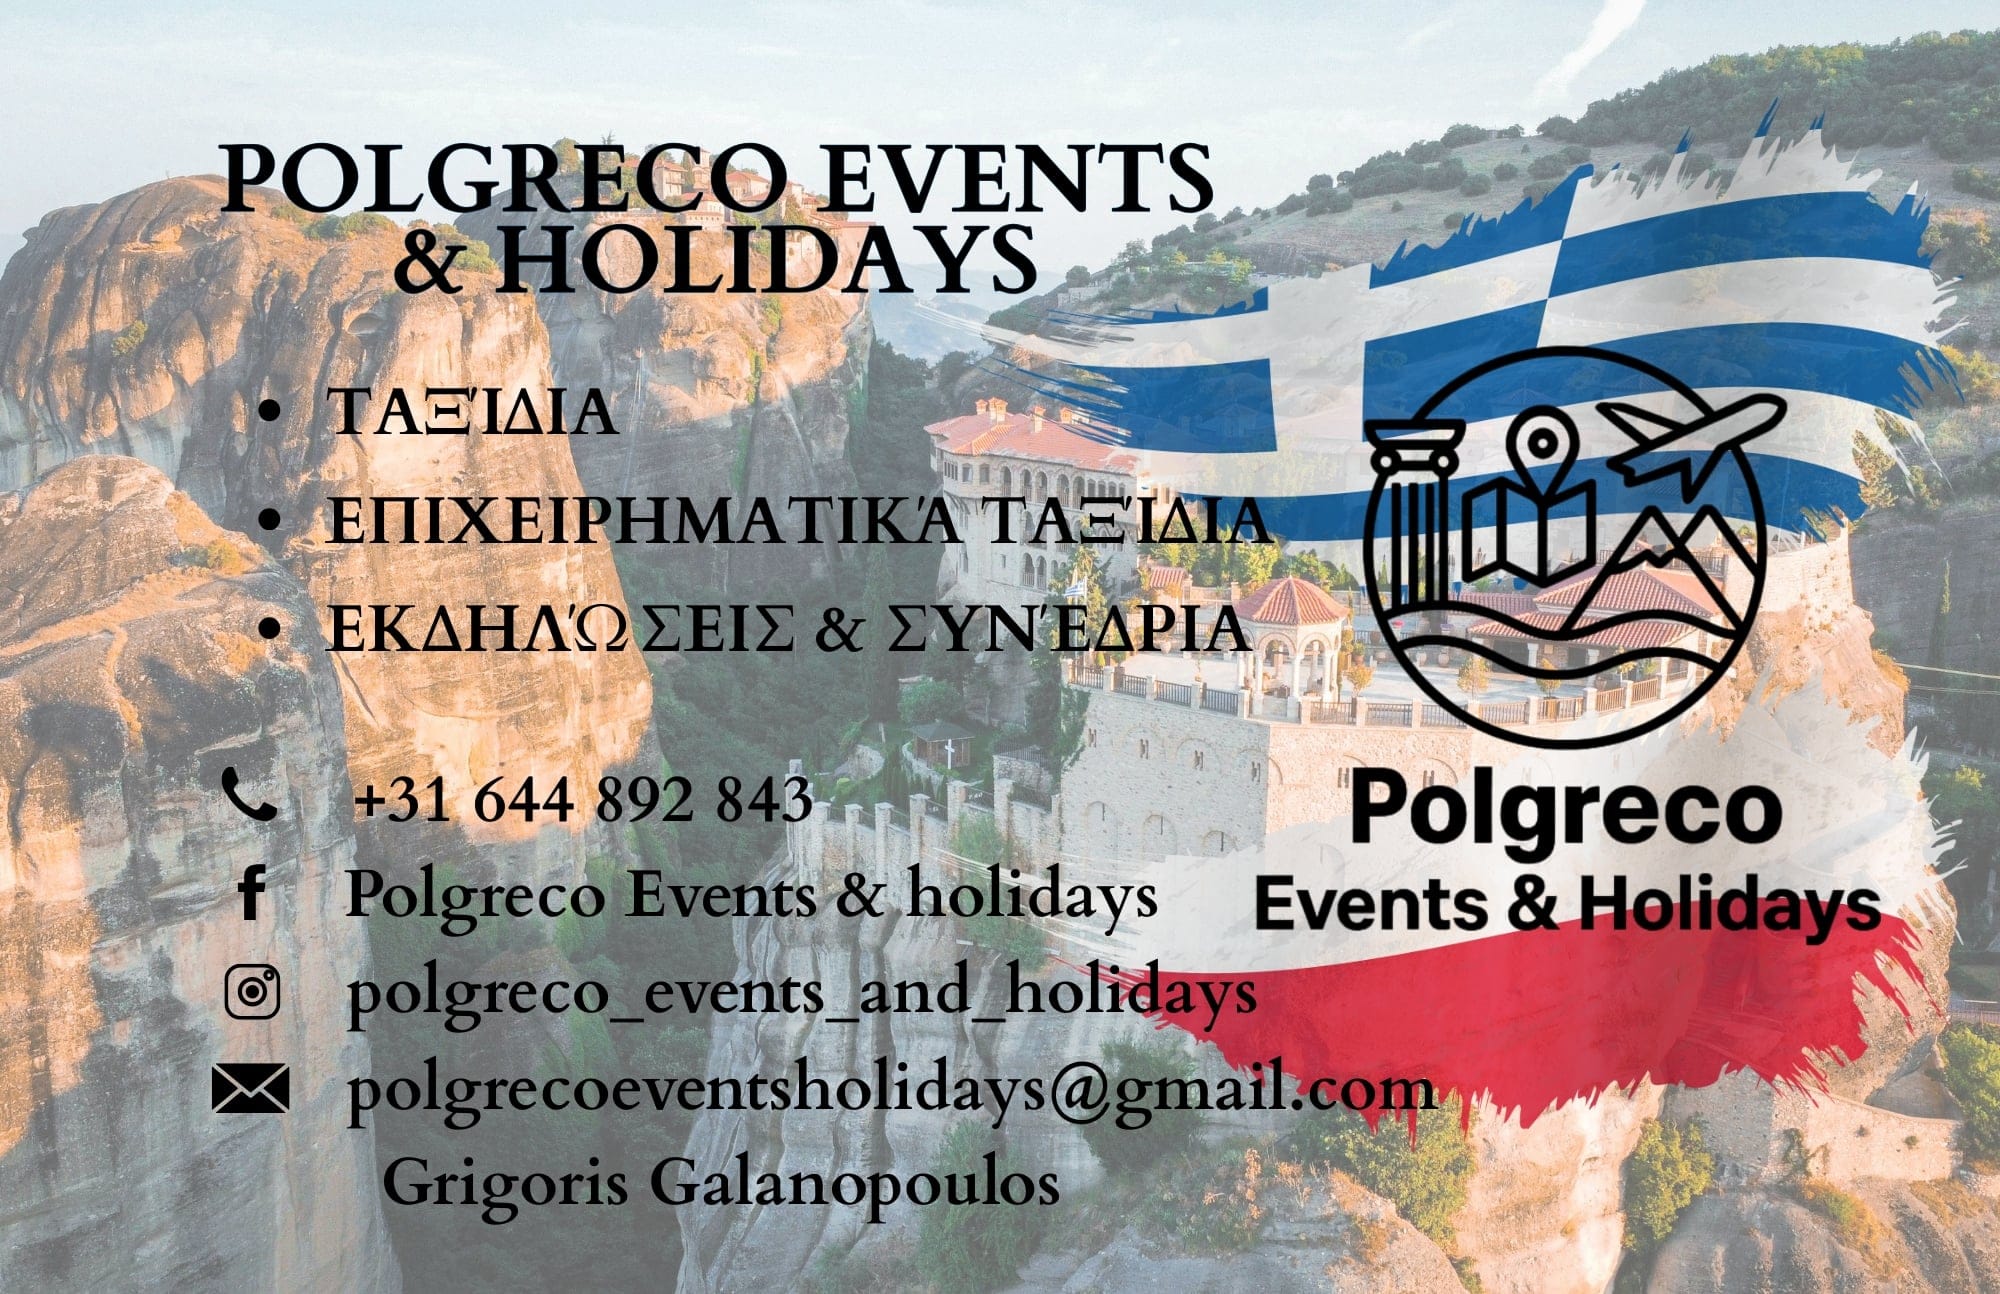 POLGRECO EVENTS
& HOLIDAYS
• ΤΑΞΊΔΙΑ
• ΕΠΙΧΕΙΡΗΜΑΤΙΚΆ ΤΑΞΊΔΙΑ
• ΕΚΔΗΛΏΣΕΙΣ & ΣΥΝΈΔΡΙΑ
+31 644 892 843
Polgreco Events & holidays
polgreco_events_and_holidays
polgrecoeventsholidays@gmail.com
Grigoris Galanopoulos
Polgreco
Events & Holidays